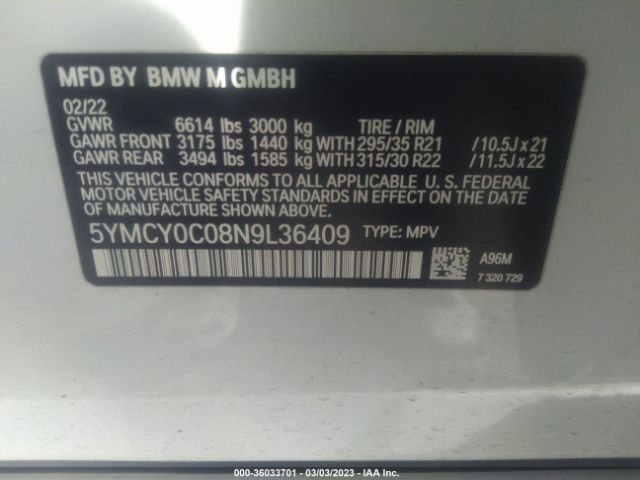 MFD BY BMW M GMBH
02/22
GVWR 6614 lbs 3000 kg TIRE / RIM
GAWR FRONT 3175 lbs 1440 kg WITH 295/35 R21 /10.5J x 21
GAWR REAR 3494 lbs 1585 kg WITH 315/30 R22 /11.5J x 22
THIS VEHICLE CONFORMS TO ALL APPLICABLE U. S. FEDERAL
MOTOR VEHICLE SAFETY STANDARDS IN EFFECT ON THE DATE
OF MANUFACTURE SHOWN ABOVE.
5YMCY0C08N9L36409 TYPE: MPV
A96M
7 320 729
000-36033701 - 03/03/2023 - IAA Inc.